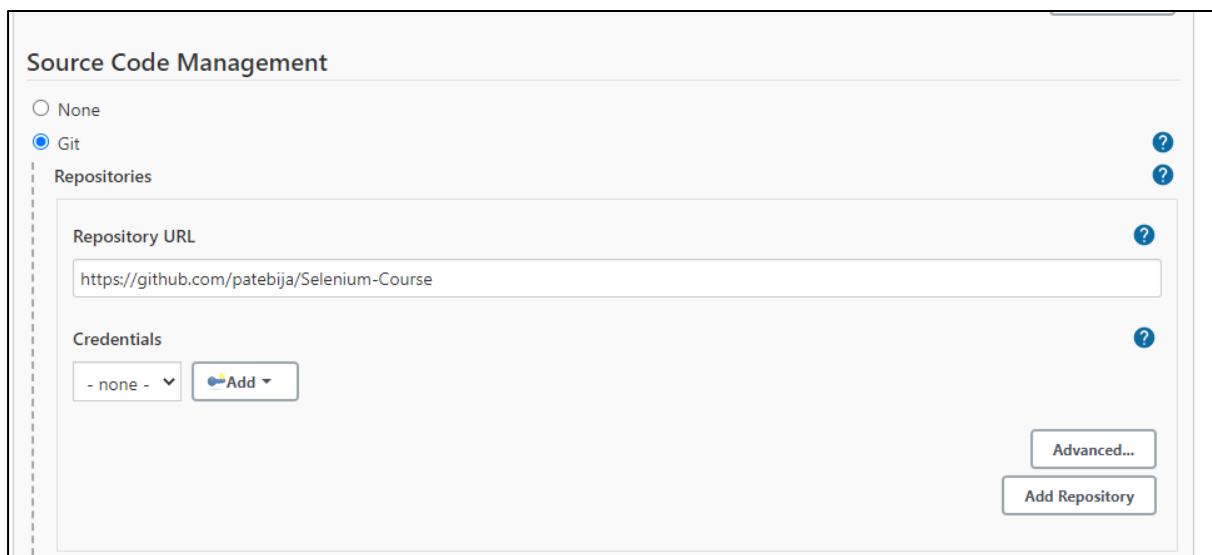 Source Code Management
None
Git
?
Repositories
?
Repository URL
?
https://github.com/patebija/Selenium-Course
Credentials
?
- none -
Add
Advanced...
Add Repository